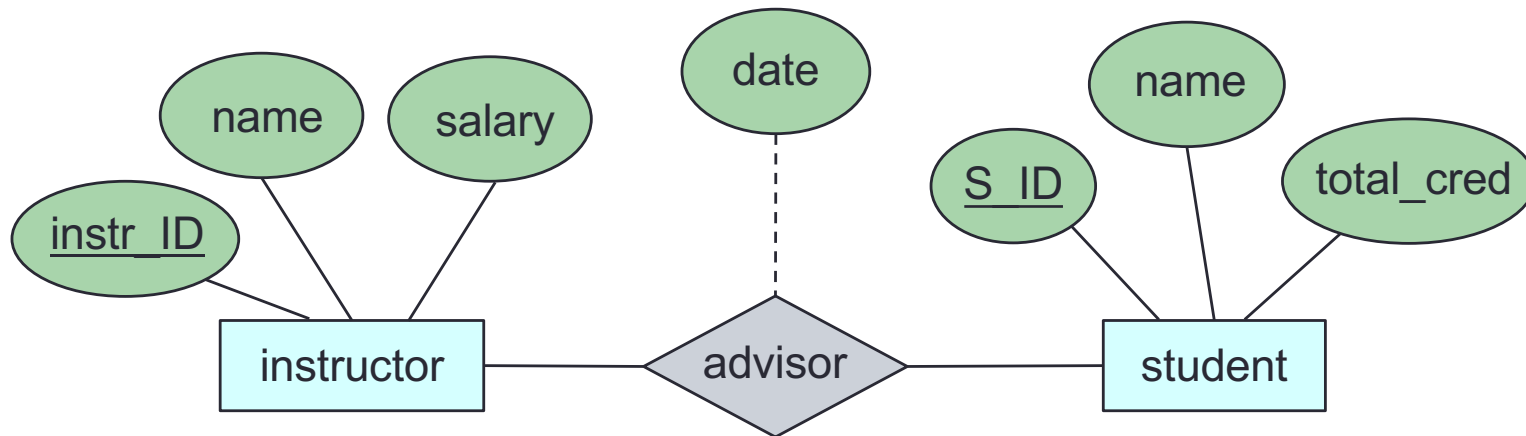 date
name
name
salary
S_ID
total_cred
instr_ID
instructor
advisor
student